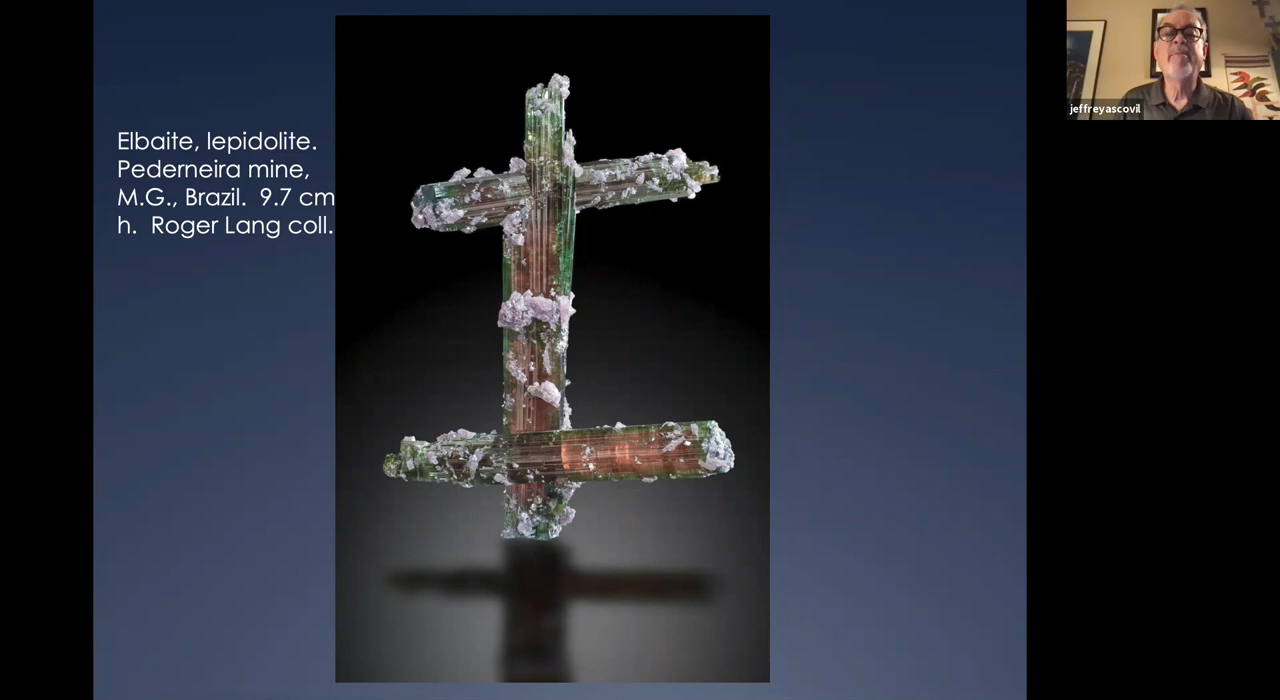 Elbaite, lepidolite.
Pederneira mine,
M.G., Brazil.  9.7 cm
h.  Roger Lang coll.
jeffreyascovil